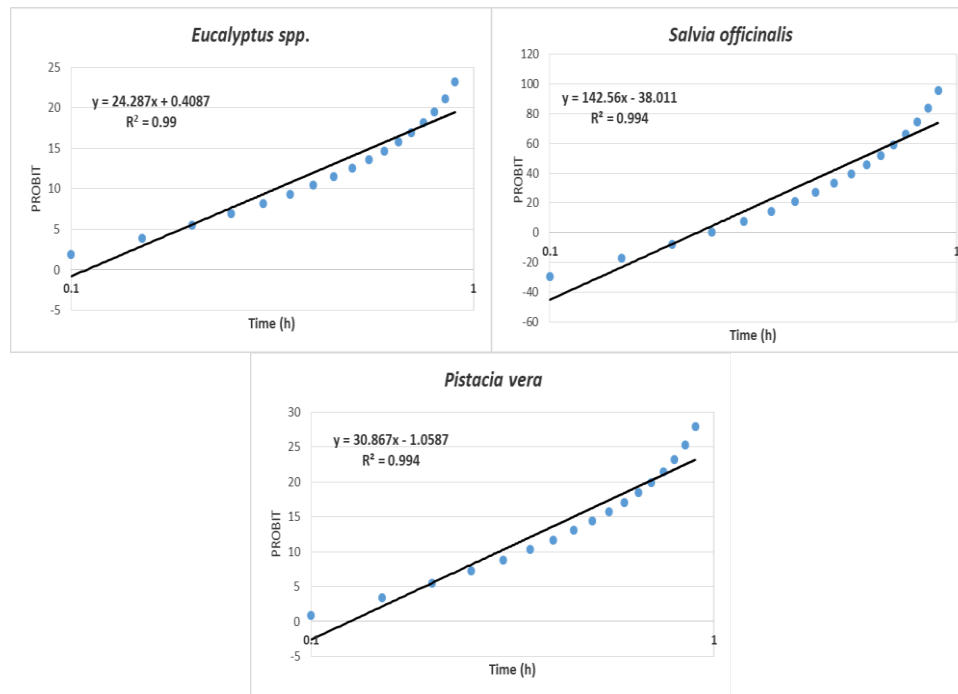 Eucalyptus spp.
25
20
15
10
5
0
-5
y = 24.287x + 0.4087
R² = 0.99
PROBIT
0.1
1
Time (h)
Salvia officinalis
120
100
80
60
40
20
0
-20
-40
-60
y = 142.56x - 38.011
R² = 0.994
PROBIT
0.1
1
Time (h)
Pistacia vera
30
25
20
15
10
5
0
-5
y = 30.867x - 1.0587
R² = 0.994
PROBIT
0.1
1
Time (h)